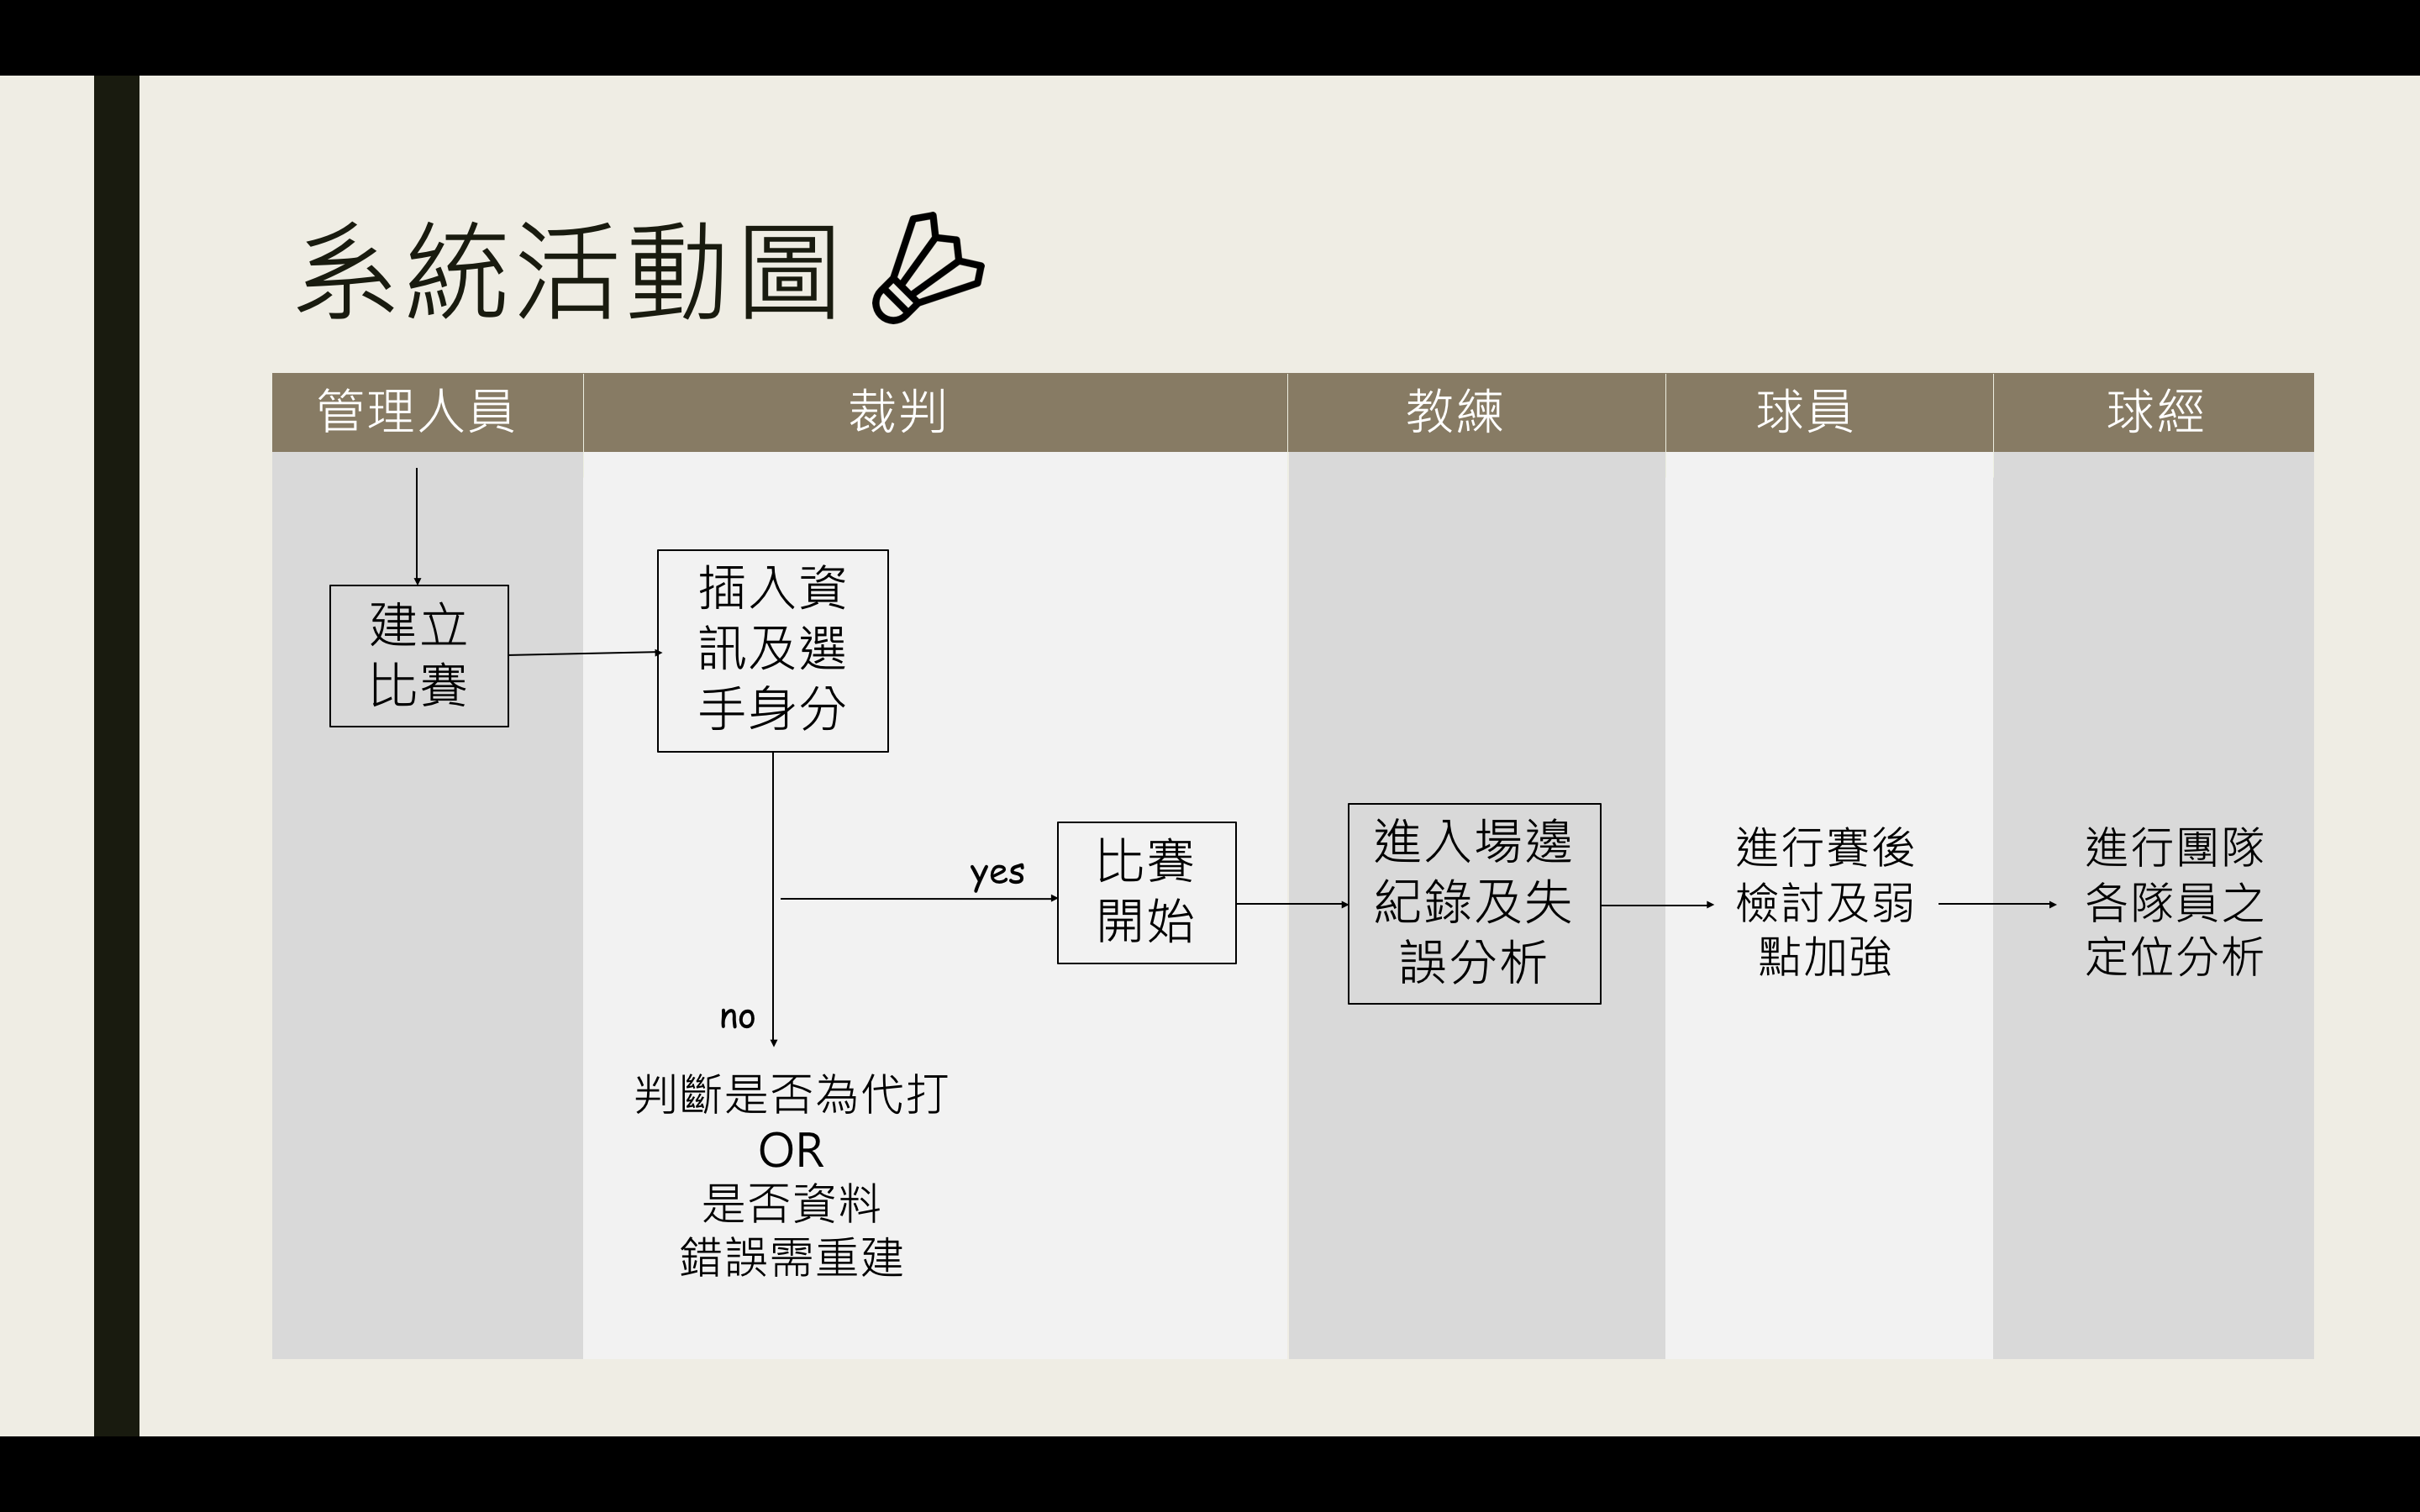 系統活動圖
管理人員
裁判
教練
球員
球經
建立
比賽
插入資
訊及選
手身分
yes
比賽
開始
進入場邊
紀錄及失
誤分析
進行賽後
檢討及弱
點加強
進行團隊
各隊員之
定位分析
no
判斷是否為代打
OR
是否資料
錯誤需重建